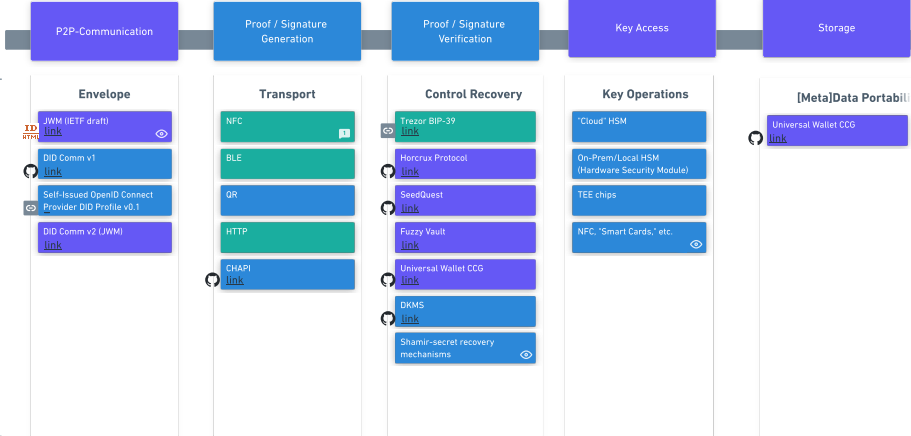 P2P-Communication
Proof / Signature
Generation
Proof / Signature
Verification
Key Access
Storage
Envelope
JWM (IETF draft)
link
ID
HTML
DID Comm v1
link
Self-Issued OpenID Connect
Provider DID Profile v0.1
DID Comm v2 (JWM)
link
Transport
NFC
1
BLE
QR
HTTP
CHAPI
link
Control Recovery
Trezor BIP-39
link
Horcrux Protocol
link
SeedQuest
link
Fuzzy Vault
link
Universal Wallet CCG
link
DKMS
link
Shamir-secret recovery
mechanisms
Key Operations
"Cloud" HSM
On-Prem/Local HSM
(Hardware Security Module)
TEE chips
NFC, "Smart Cards," etc.
[Meta]Data Portabili
Universal Wallet CCG
link